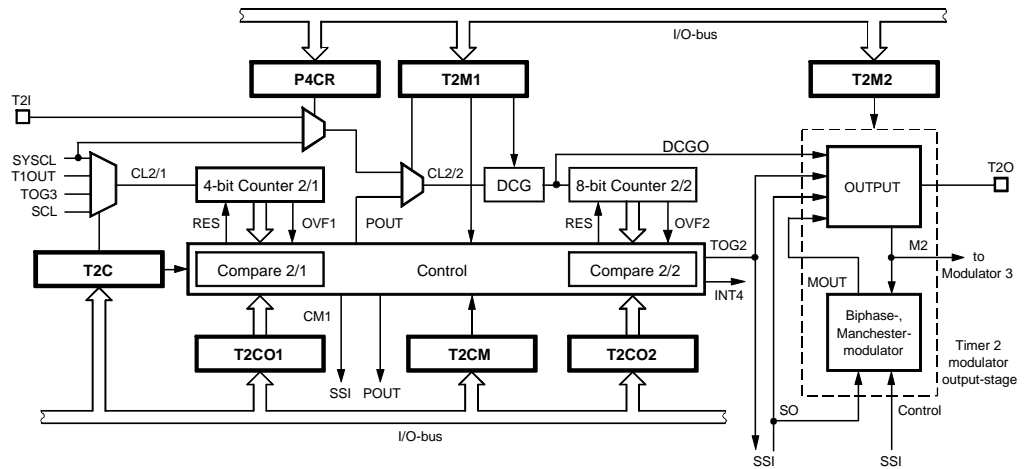 I/O-bus
P4CR
T2M1
T2M2
T2I
SYSCL
T1OUT
TOG3
SCL
CL2/1
4-bit Counter 2/1
CL2/2
DCG
8-bit Counter 2/2
DCGO
OUTPUT
T2O
RES
OVF1
POUT
RES
OVF2
TOG2
T2C
Compare 2/1
Control
Compare 2/2
INT4
M2
to
Modulator 3
MOUT
CM1
Biphase-,
Manchester-
modulator
Timer 2
modulator
output-stage
T2CO1
T2CM
T2CO2
SSI
POUT
SO
Control
I/O-bus
SSI
SSI